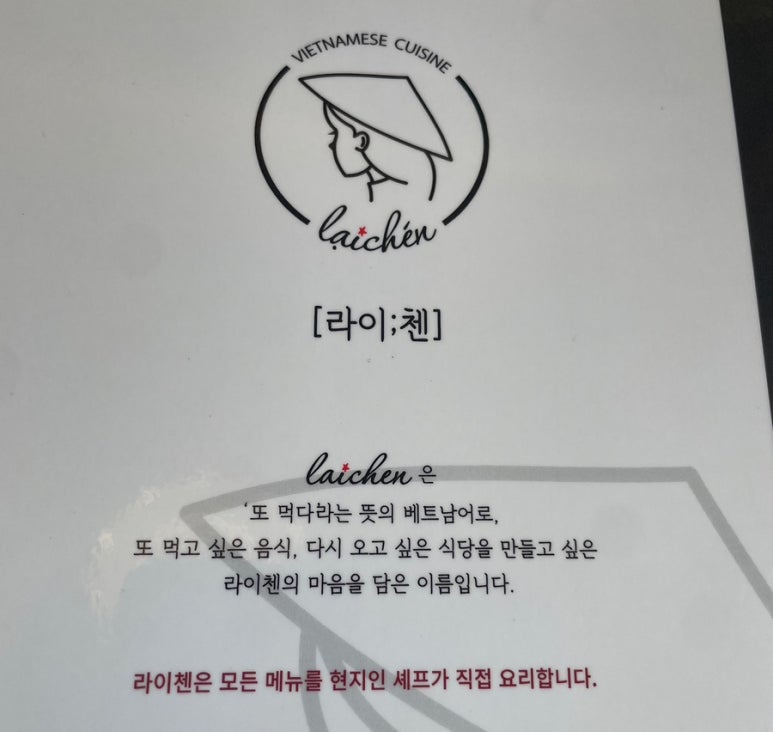 VIETNAMESE CUISINE
lạichén
[라이;첸]
laichen 은
'또 먹다'라는 뜻의 베트남어로,
또 먹고 싶은 음식, 다시 오고 싶은 식당을 만들고 싶은
라이첸의 마음을 담은 이름입니다.
라이첸은 모든 메뉴를 현지인 셰프가 직접 요리합니다.